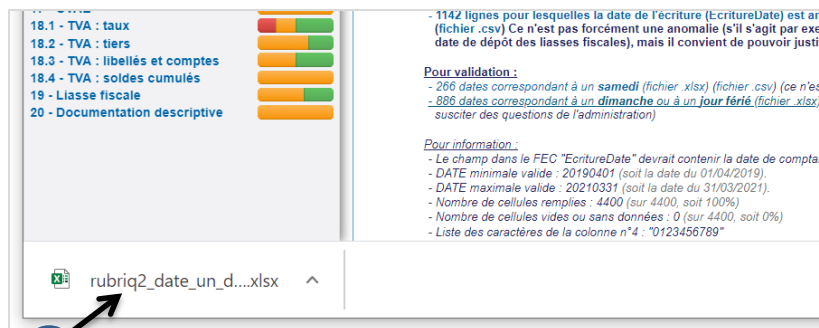 18.1 - TVA : taux
18.2 - TVA : tiers
18.3 - TVA : libellés et comptes
18.4 - TVA : soldes cumulés
19 - Liasse fiscale
20 - Documentation descriptive
- 1142 lignes pour lesquelles la date de l'écriture (EcritureDate) est
(fichier .csv) Ce n'est pas forcément une anomalie (s'il s'agit par
date de dépôt des liasses fiscales), mais il convient de pouvoir
Pour validation :
- 266 dates correspondant à un samedi (fichier .xlsx) (fichier .csv) (ce
- 886 dates correspondant à un dimanche ou à un jour férié (fichier .xlsx)
susciter des questions de l'administration)
Pour information :
- Le champ dans le FEC "EcritureDate" devrait contenir la date de
- DATE minimale valide : 20190401 (soit la date du 01/04/2019).
- DATE maximale valide : 20210331 (soit la date du 31/03/2021).
- Nombre de cellules remplies : 4400 (sur 4400, soit 100%)
- Nombre de cellules vides ou sans données : 0 (sur 4400, soit 0%)
- Liste des caractères de la colonne n°4 : "0123456789"
rubriq2_date_un_d....xlsx